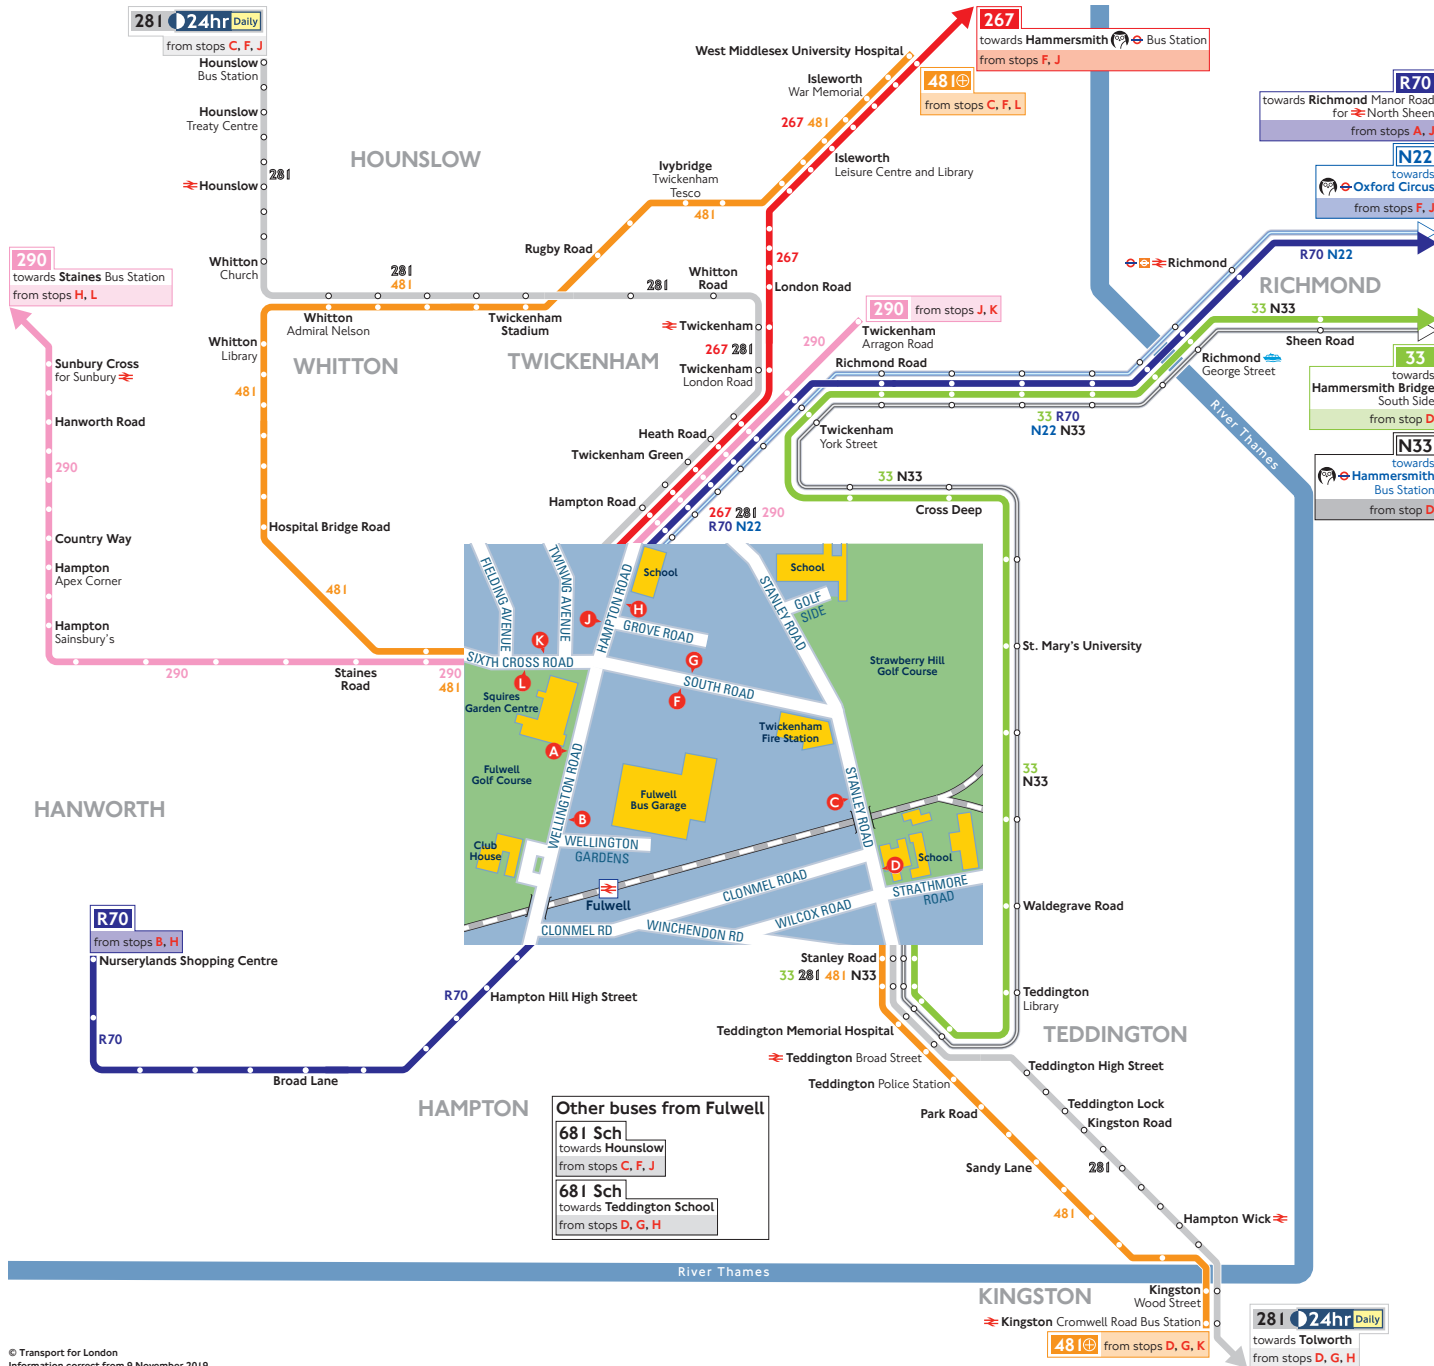 281 24hr Daily
from stops C, F, J
Hounslow
Bus Station
Hounslow
Treaty Centre
Hounslow
281
Whitton
Church
HOUNSLOW
281
481
281
Whitton
Road
Whitton
Admiral Nelson
Twickenham
Stadium
Whitton
Library
WHITTON
481
Hospital Bridge Road
481
Rugby Road
Ivybridge
Twickenham
Tesco
481
267 481
West Middlesex University Hospital
Isleworth
War Memorial
Isleworth
Leisure Centre and Library
481
from stops C, F, L
267
towards Hammersmith Bus Station
from stops F, J
R70
towards Richmond Manor Road
for North Sheen
from stops A, J
N22
towards
Oxford Circus
from stops F, J
R70 N22
Richmond
RICHMOND
33 N33
Sheen Road
Richmond
George Street
33
towards
Hammersmith Bridge
South Side
from stop D
N33
towards
Hammersmith
Bus Station
from stop D
River Thames
267
London Road
Twickenham
267 281
Twickenham
London Road
TWICKENHAM
290 from stops J, K
Twickenham
Arragon Road
290
Richmond Road
33 R70
N22 N33
Twickenham
York Street
33 N33
Cross Deep
Heath Road
Twickenham Green
Hampton Road
267 281 290
R70 N22
290
towards Staines Bus Station
from stops H, L
Sunbury Cross
for Sunbury
Hanworth Road
290
Country Way
Hampton
Apex Corner
Hampton
Sainsbury's
290
Staines
Road
290
481
FIELDING AVENUE
TWINING AVENUE
HAMPTON ROAD
School
School
STANLEY ROAD
GOLF
SIDE
H
J
GROVE ROAD
K
SIXTH CROSS ROAD
G
L
SOUTH ROAD
F
Strawberry Hill
Golf Course
Squires
Garden Centre
Twickenham
Fire Station
A
Fulwell
Golf Course
WELLINGTON ROAD
Fulwell
Bus Garage
C
STANLEY ROAD
B
WELLINGTON
GARDENS
Club
House
School
D
CLONMEL ROAD
STRATHMORE
ROAD
Fulwell
WILCOX ROAD
CLONMEL RD
WINCHENDON RD
St. Mary's University
33
N33
Waldegrave Road
Teddington
Library
HANWORTH
R70
from stops B, H
Nurserylands Shopping Centre
R70
Broad Lane
R70
Hampton Hill High Street
HAMPTON
Stanley Road
33 281 481 N33
Teddington Memorial Hospital
Teddington Broad Street
Teddington Police Station
TEDDINGTON
Teddington High Street
Teddington Lock
Kingston Road
Park Road
Sandy Lane
281
481
Hampton Wick
Other buses from Fulwell
681 Sch
towards Hounslow
from stops C, F, J
681 Sch
towards Teddington School
from stops D, G, H
River Thames
KINGSTON
Kingston
Wood Street
Kingston Cromwell Road Bus Station
481 from stops D, G, K
281 24hr Daily
towards Tolworth
from stops D, G, H
© Transport for London
Information correct from 9 November 2019